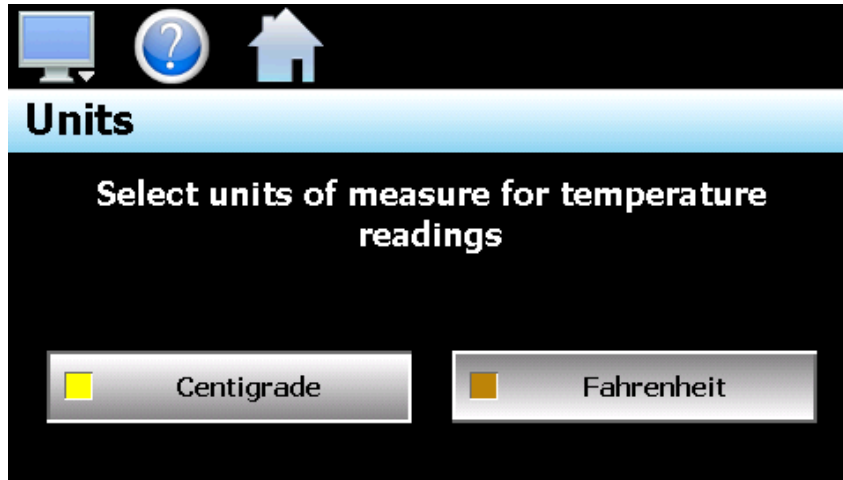 ?
Units
Select units of measure for temperature
readings
Centigrade
Fahrenheit